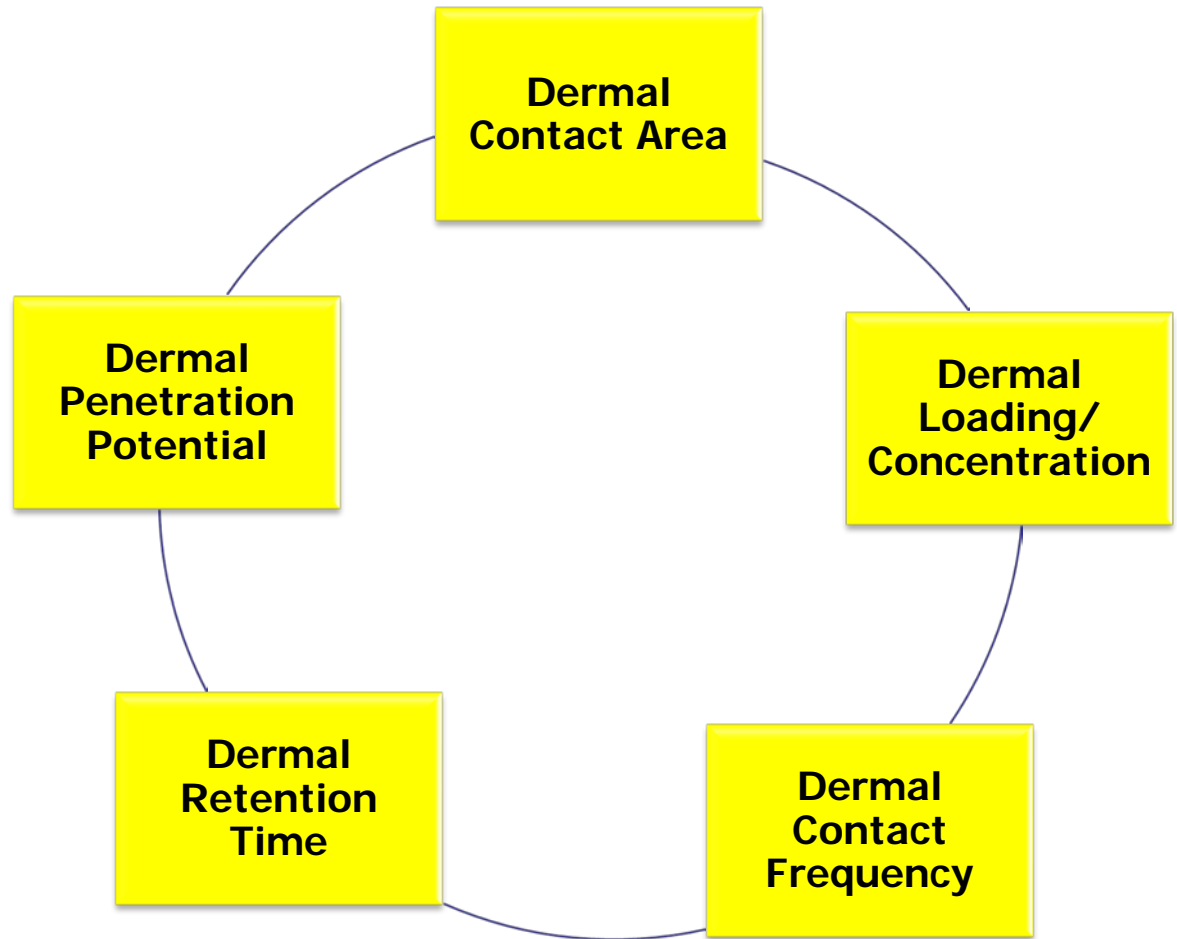 Dermal
Contact Area
Dermal
Loading/
Concentration
Dermal
Contact
Frequency
Dermal
Retention
Time
Dermal
Penetration
Potential